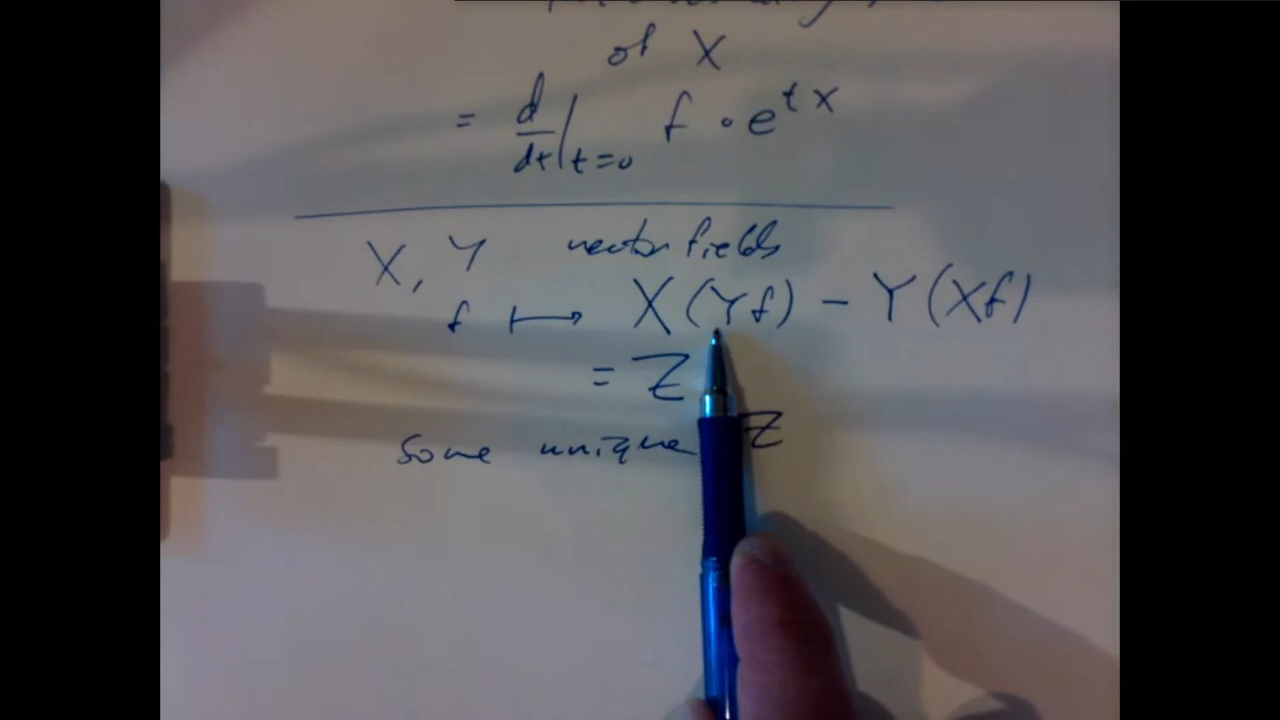 of X
= d/dt|t=0 f ∘ e^{tX}
X, Y vector fields
f ↦ X(Yf) − Y(Xf)
= Z
Some unique Z